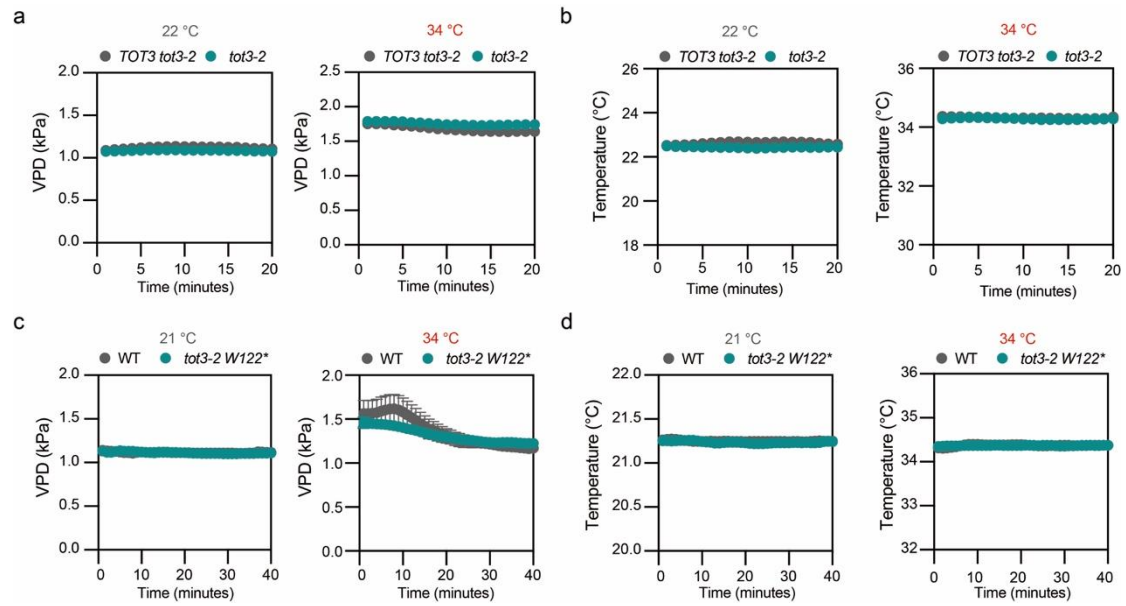 a
22 °C
TOT3 tot3-2 tot3-2
VPD (kPa)
2.0
1.5
1.0
0.5
0.0
0 5 10 15 20
Time (minutes)
34 °C
TOT3 tot3-2 tot3-2
VPD (kPa)
2.5
2.0
1.5
1.0
0.5
0.0
0 5 10 15 20
Time (minutes)
b
22 °C
TOT3 tot3-2 tot3-2
Temperature (°C)
26
24
22
20
18
0 5 10 15 20
Time (minutes)
34 °C
TOT3 tot3-2 tot3-2
Temperature (°C)
36
34
32
30
0 5 10 15 20
Time (minutes)
c
21 °C
WT tot3-2 W122*
VPD (kPa)
2.0
1.5
1.0
0.5
0.0
0 10 20 30 40
Time (minutes)
34 °C
WT tot3-2 W122*
VPD (kPa)
2.0
1.5
1.0
0.5
0.0
0 10 20 30 40
Time (minutes)
d
21 °C
WT tot3-2 W122*
Temperature (°C)
22.0
21.5
21.0
20.5
20.0
0 10 20 30 40
Time (minutes)
34 °C
WT tot3-2 W122*
Temperature (°C)
36
35
34
33
32
0 10 20 30 40
Time (minutes)